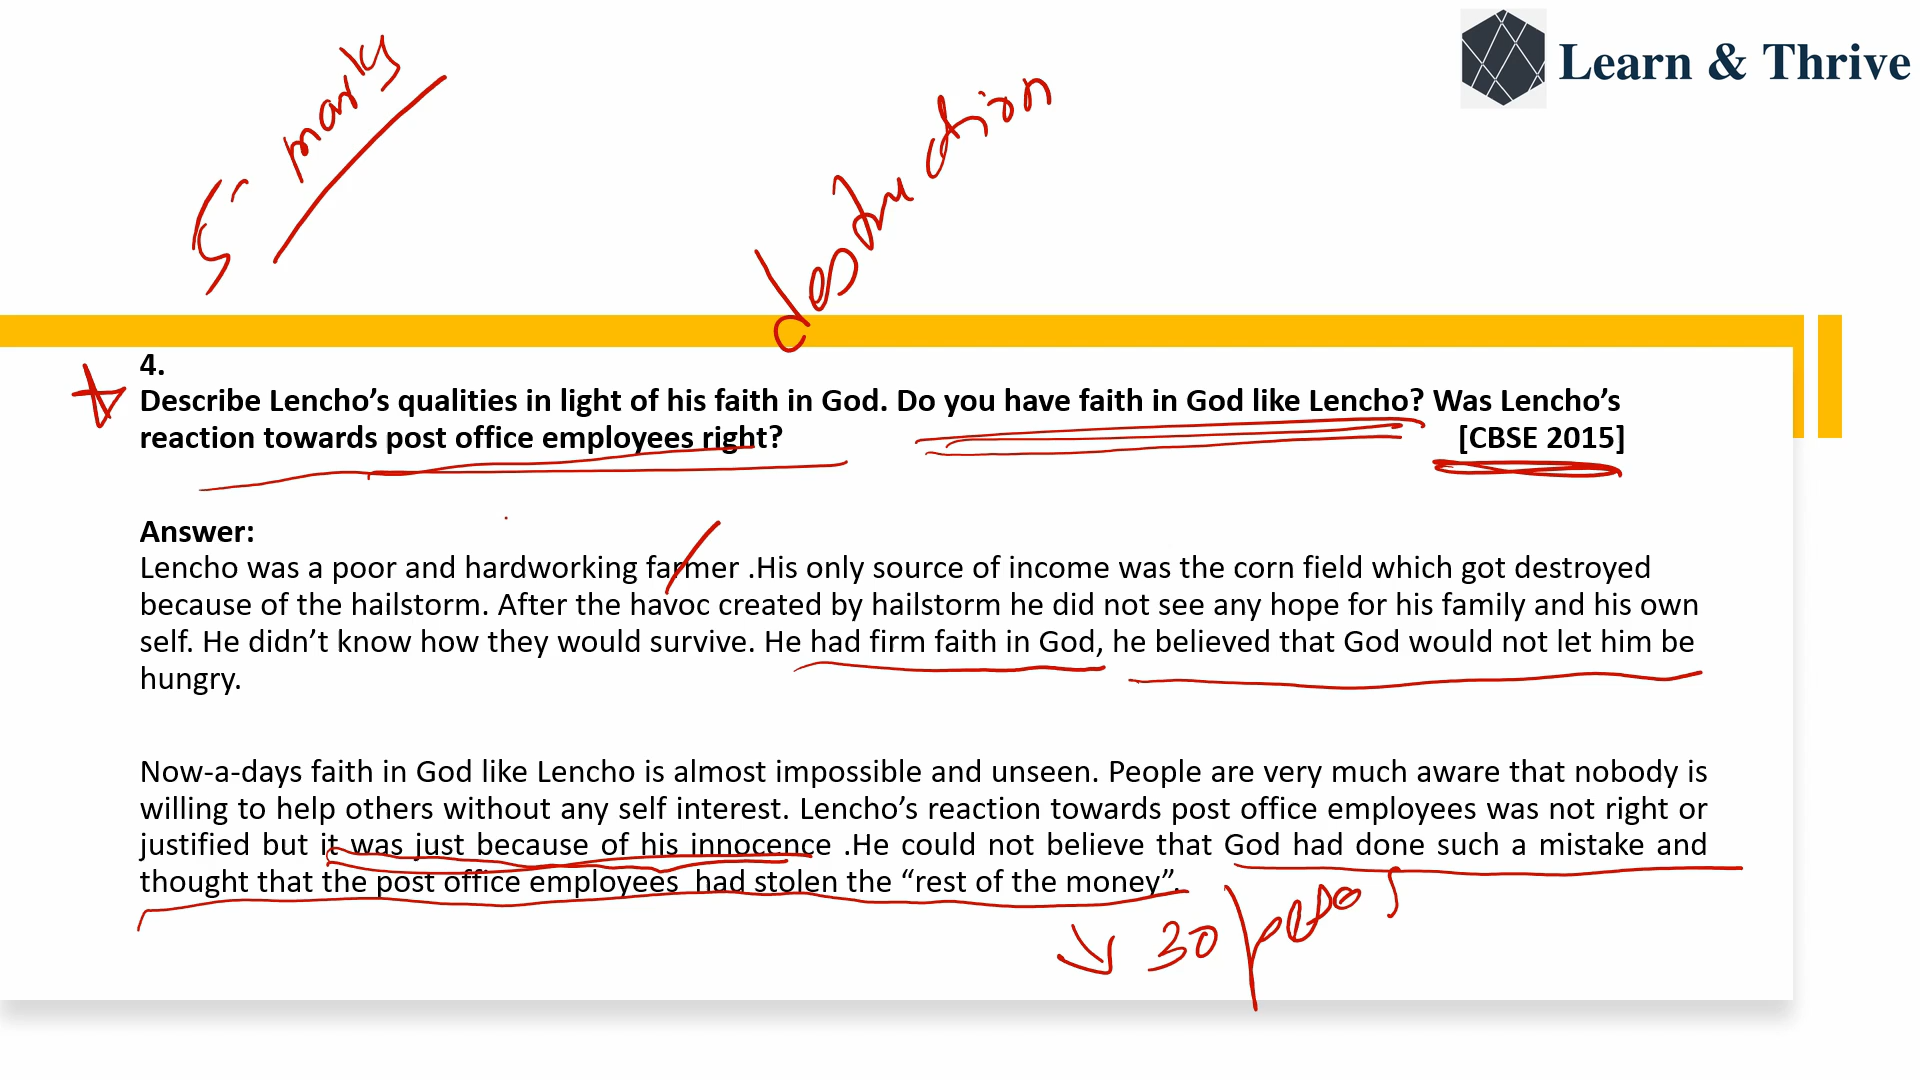 Learn & Thrive
5 marks
destruction
4.
Describe Lencho’s qualities in light of his faith in God. Do you have faith in God like Lencho? Was Lencho’s
reaction towards post office employees right? [CBSE 2015]
Answer:
Lencho was a poor and hardworking farmer .His only source of income was the corn field which got destroyed
because of the hailstorm. After the havoc created by hailstorm he did not see any hope for his family and his own
self. He didn’t know how they would survive. He had firm faith in God, he believed that God would not let him be
hungry.
Now-a-days faith in God like Lencho is almost impossible and unseen. People are very much aware that nobody is
willing to help others without any self interest. Lencho’s reaction towards post office employees was not right or
justified but it was just because of his innocence .He could not believe that God had done such a mistake and
thought that the post office employees had stolen the “rest of the money”.
30 pesos